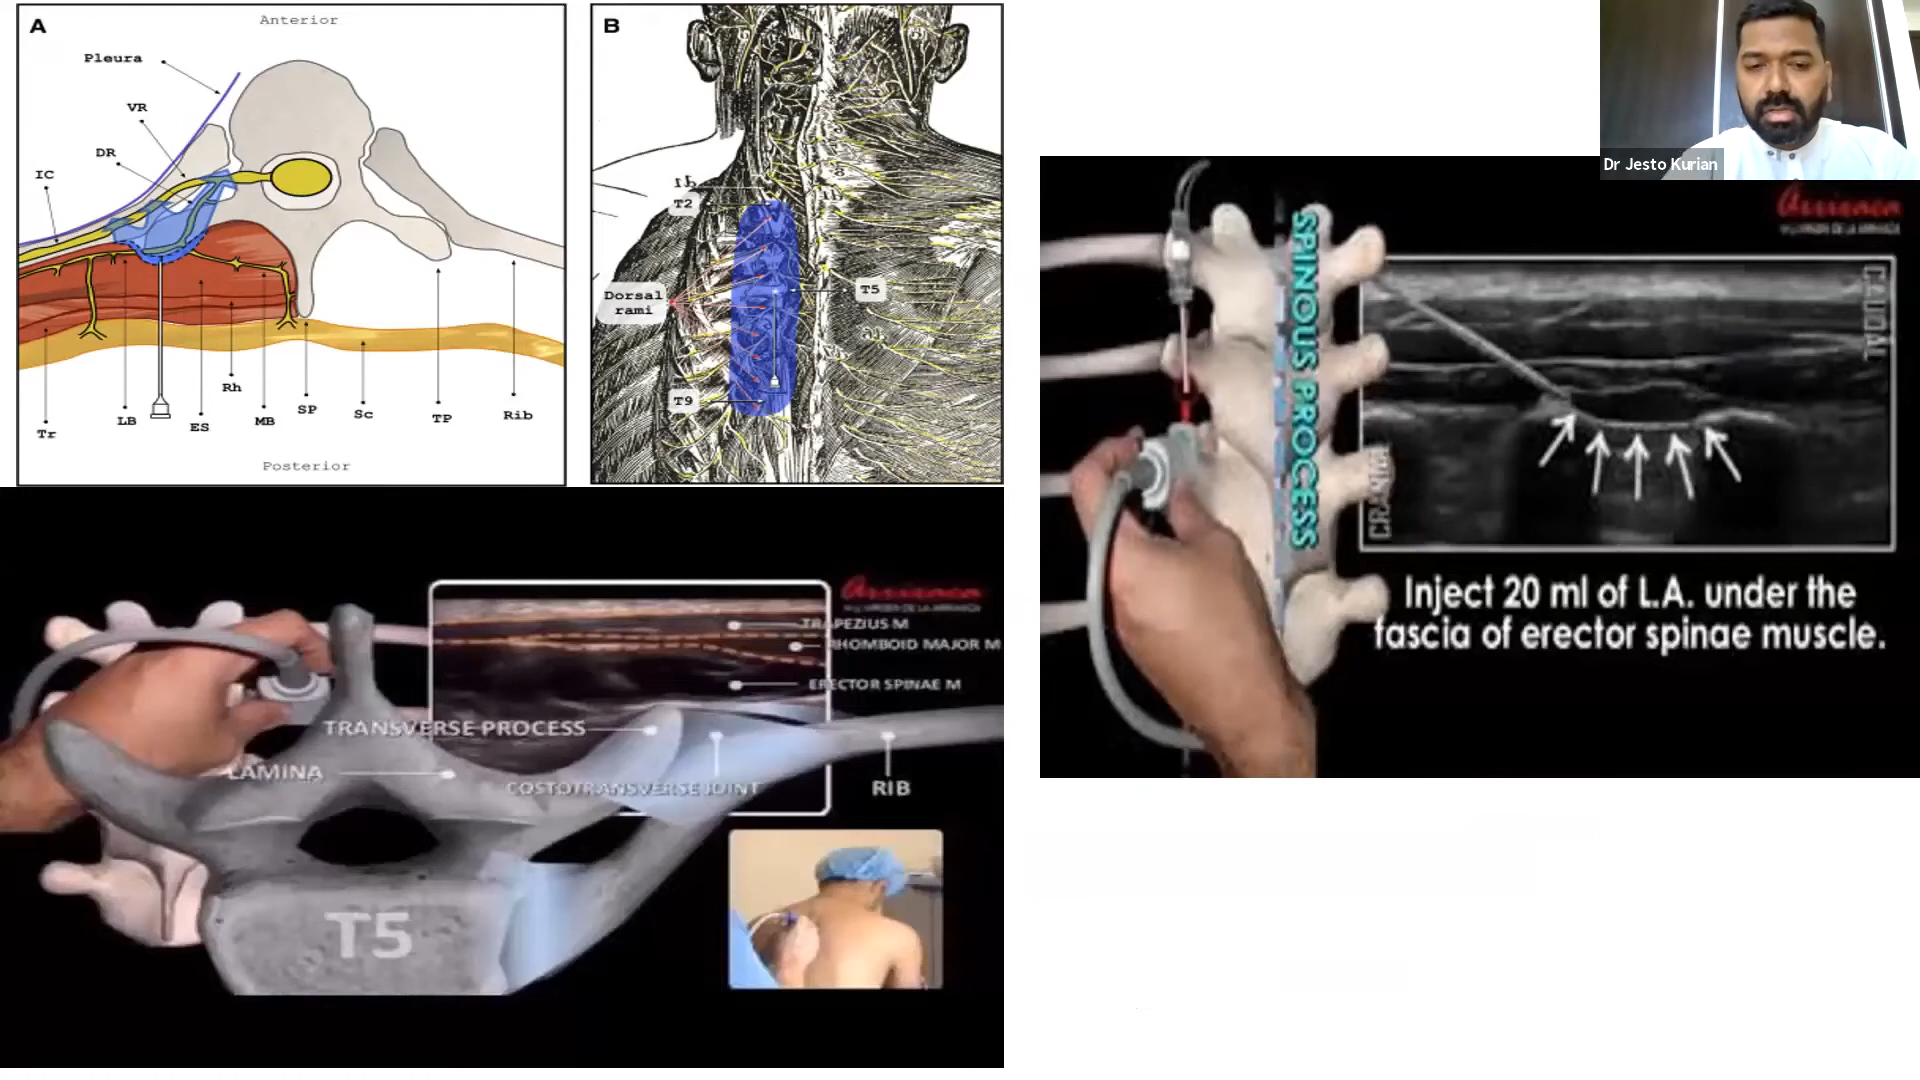 A
Anterior
Pleura
VR
DR
IC
Tr
LB
ES
Rh
MB
SP
Sc
TP
Rib
Posterior
B
T2
Dorsal
rami
T5
T9
Dr Jesto Kurian
Arrixaca
SPINOUS PROCESS
CAUDAL
CRANIAL
Inject 20 ml of L.A. under the
fascia of erector spinae muscle.
Arrixaca
TRAPEZIUS M
RHOMBOID MAJOR M
ERECTOR SPINAE M
TRANSVERSE PROCESS
LAMINA
COSTOTRANSVERSE JOINT
RIB
T5